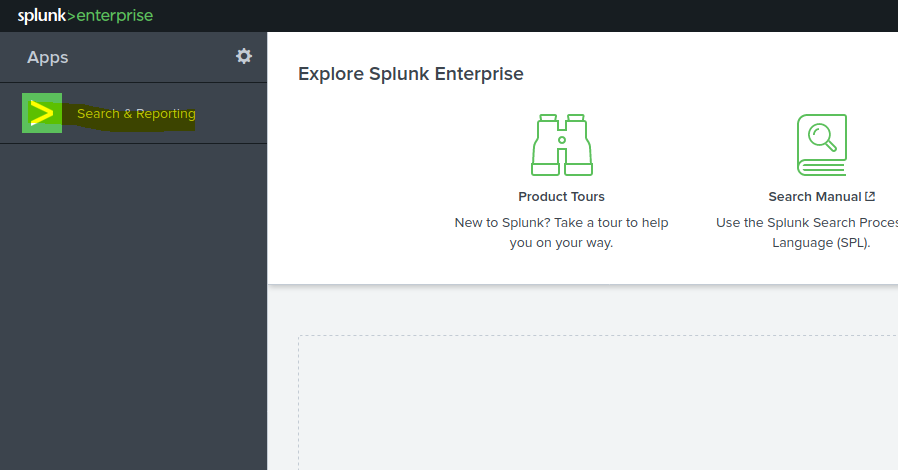 splunk>enterprise
Apps
> Search & Reporting
Explore Splunk Enterprise
Product Tours
New to Splunk? Take a tour to help
you on your way.
Search Manual
Use the Splunk Search Proces
Language (SPL).